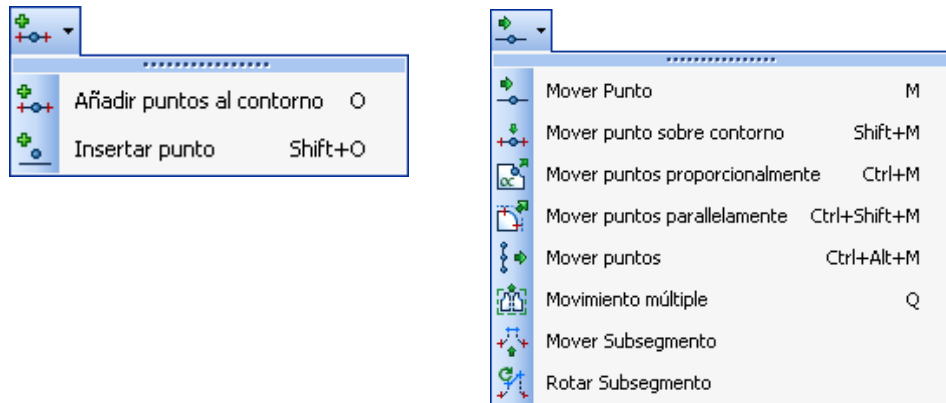 Añadir puntos al contorno O
Insertar punto Shift+O
Mover Punto M
Mover punto sobre contorno Shift+M
Mover puntos proporcionalmente Ctrl+M
Mover puntos parallelamente Ctrl+Shift+M
Mover puntos Ctrl+Alt+M
Movimiento múltiple Q
Mover Subsegmento
Rotar Subsegmento